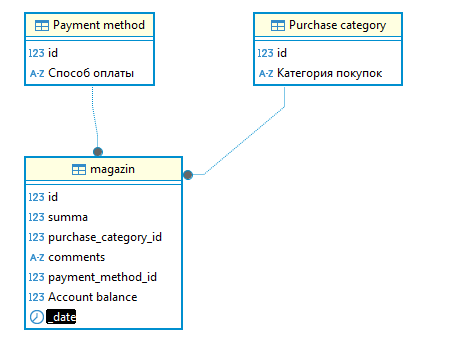 Payment method
123 id
A-Z Способ оплаты
Purchase category
123 id
A-Z Категория покупок
magazin
123 id
123 summa
123 purchase_category_id
A-Z comments
123 payment_method_id
123 Account balance
_date